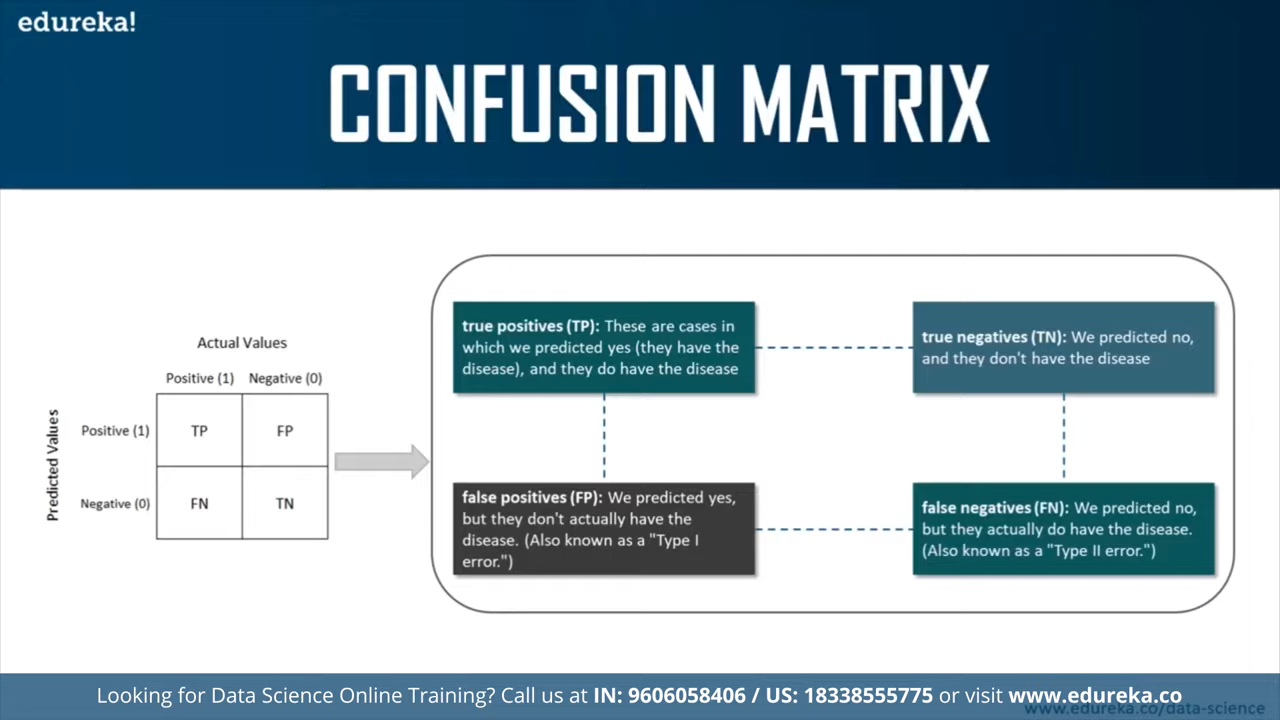 edureka!
CONFUSION MATRIX
Actual Values
Positive (1) Negative (0)
Predicted Values
Positive (1) TP FP
Negative (0) FN TN
true positives (TP): These are cases in
which we predicted yes (they have the
disease), and they do have the disease
true negatives (TN): We predicted no,
and they don't have the disease
false positives (FP): We predicted yes,
but they don't actually have the
disease. (Also known as a "Type I
error.")
false negatives (FN): We predicted no,
but they actually do have the disease.
(Also known as a "Type II error.")
Looking for Data Science Online Training? Call us at IN: 9606058406 / US: 18338555775 or visit www.edureka.co
www.edureka.co/data-science